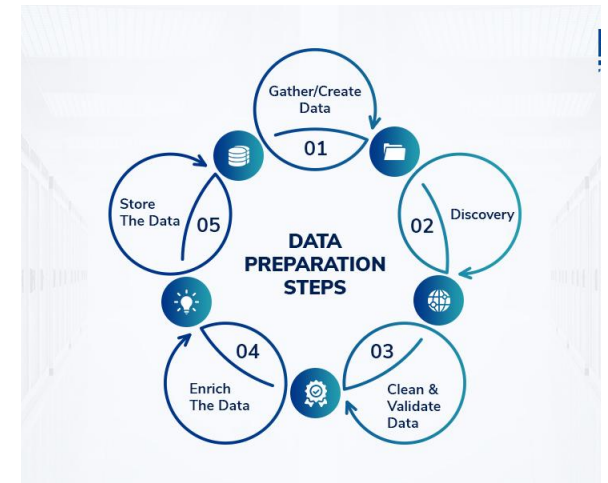 Gather/Create
Data
01
02
Discovery
03
Clean &
Validate
Data
04
Enrich
The Data
Store
The Data
05
DATA
PREPARATION
STEPS